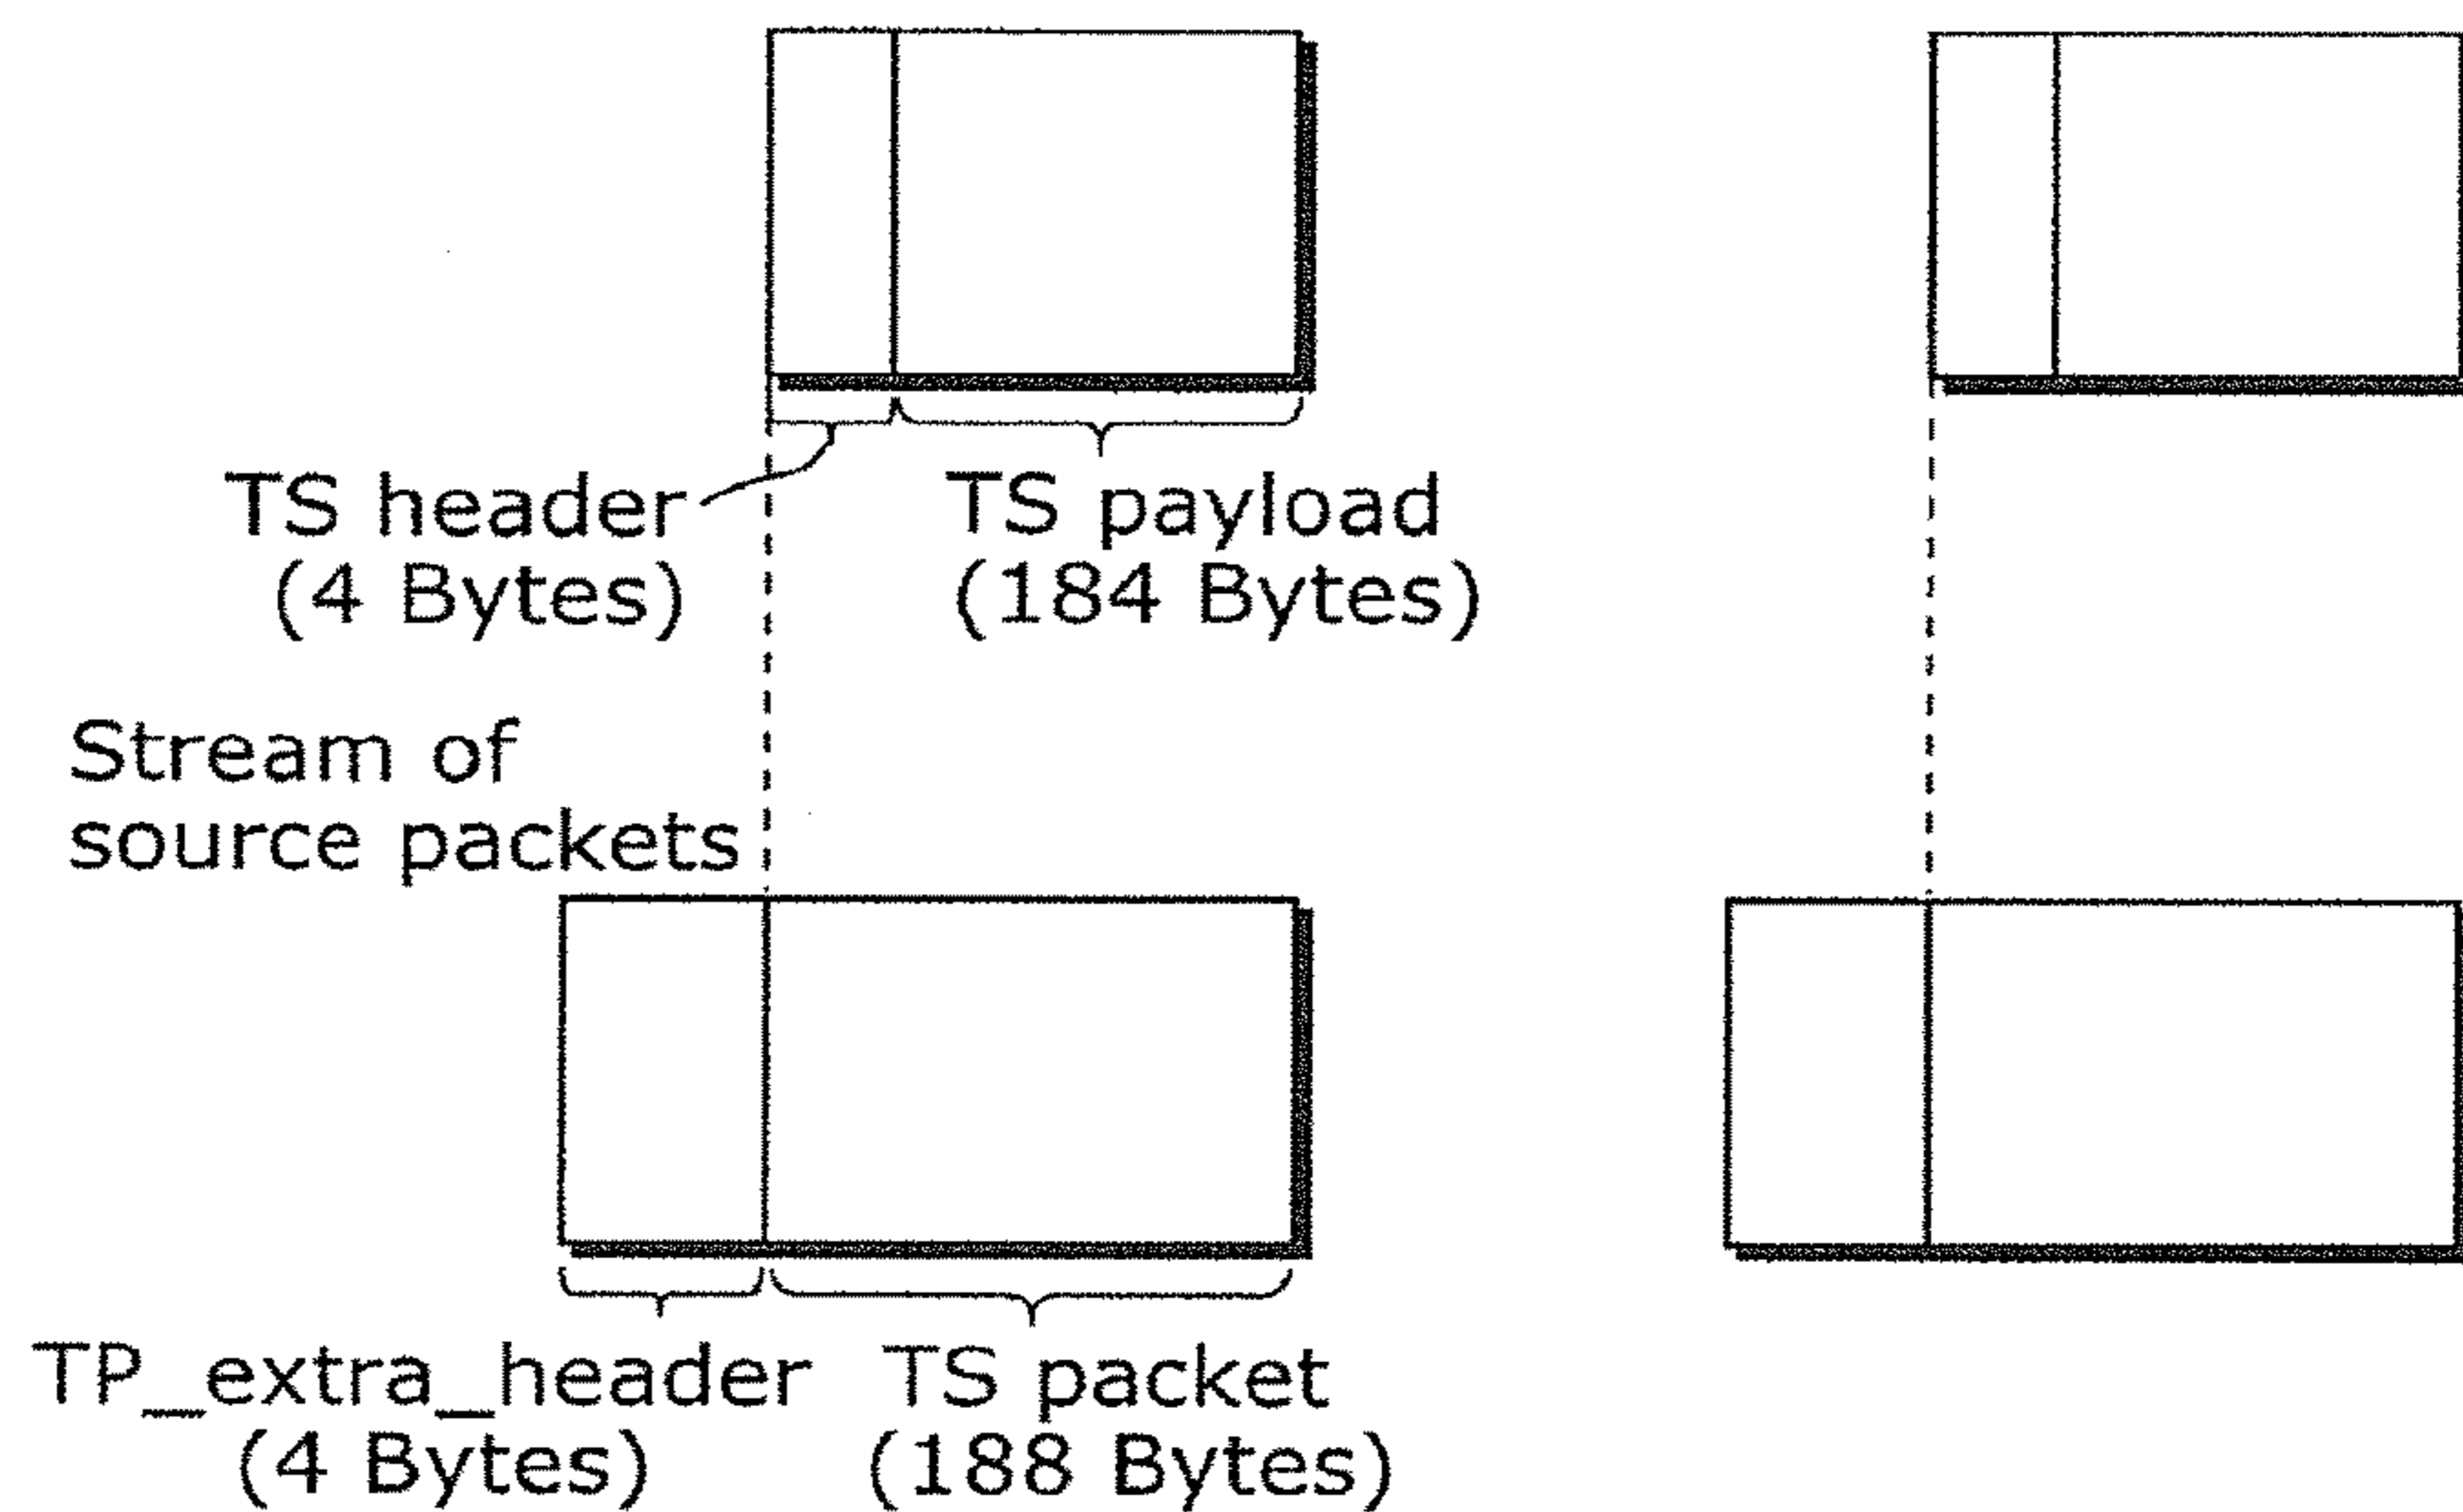 TS header
(4 Bytes)
TS payload
(184 Bytes)
Stream of
source packets
TP_extra_header
(4 Bytes)
TS packet
(188 Bytes)